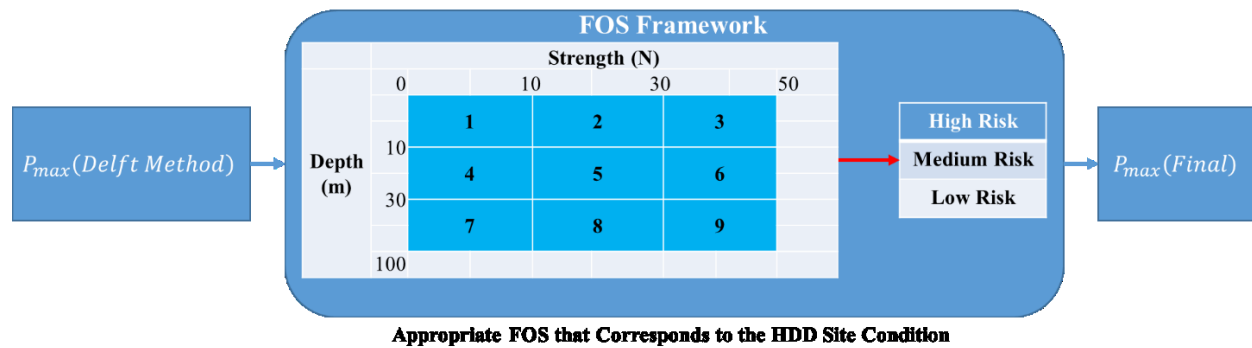 FOS Framework
Strength (N)
0 10 30 50
1 2 3
10
Depth
(m)
4 5 6
30
7 8 9
100
P_max(Delft Method)
High Risk
Medium Risk
Low Risk
P_max(Final)
Appropriate FOS that Corresponds to the HDD Site Condition